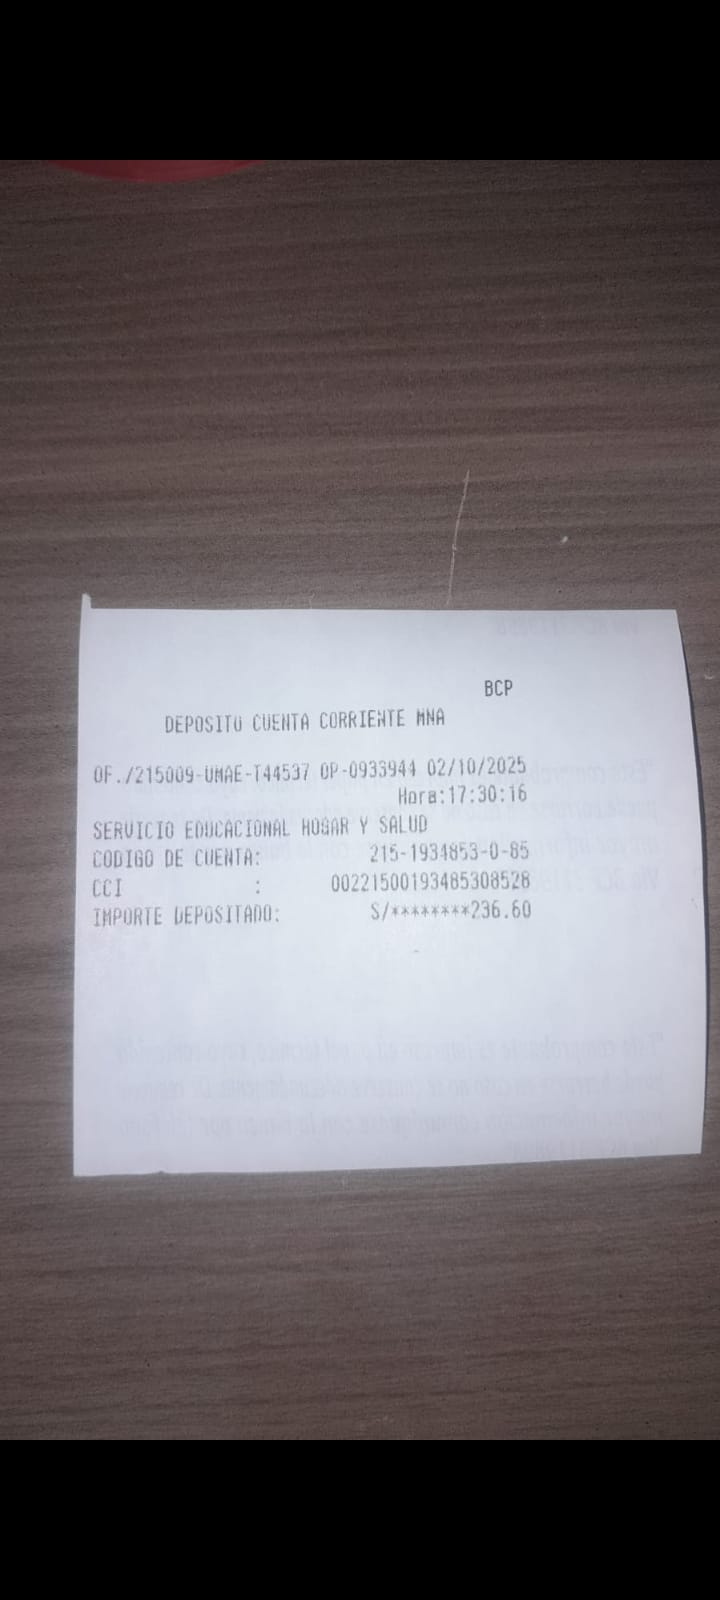 BCP
DEPOSITO CUENTA CORRIENTE MNA
OF./215009-UMAE-T44537 OP-0933944 02/10/2025
Hora:17:30:16
SERVICIO EDUCACIONAL HOGAR Y SALUD
CODIGO DE CUENTA: 215-1934853-0-85
CCI : 00221500193485308528
IMPORTE DEPOSITADO: S/********236.60